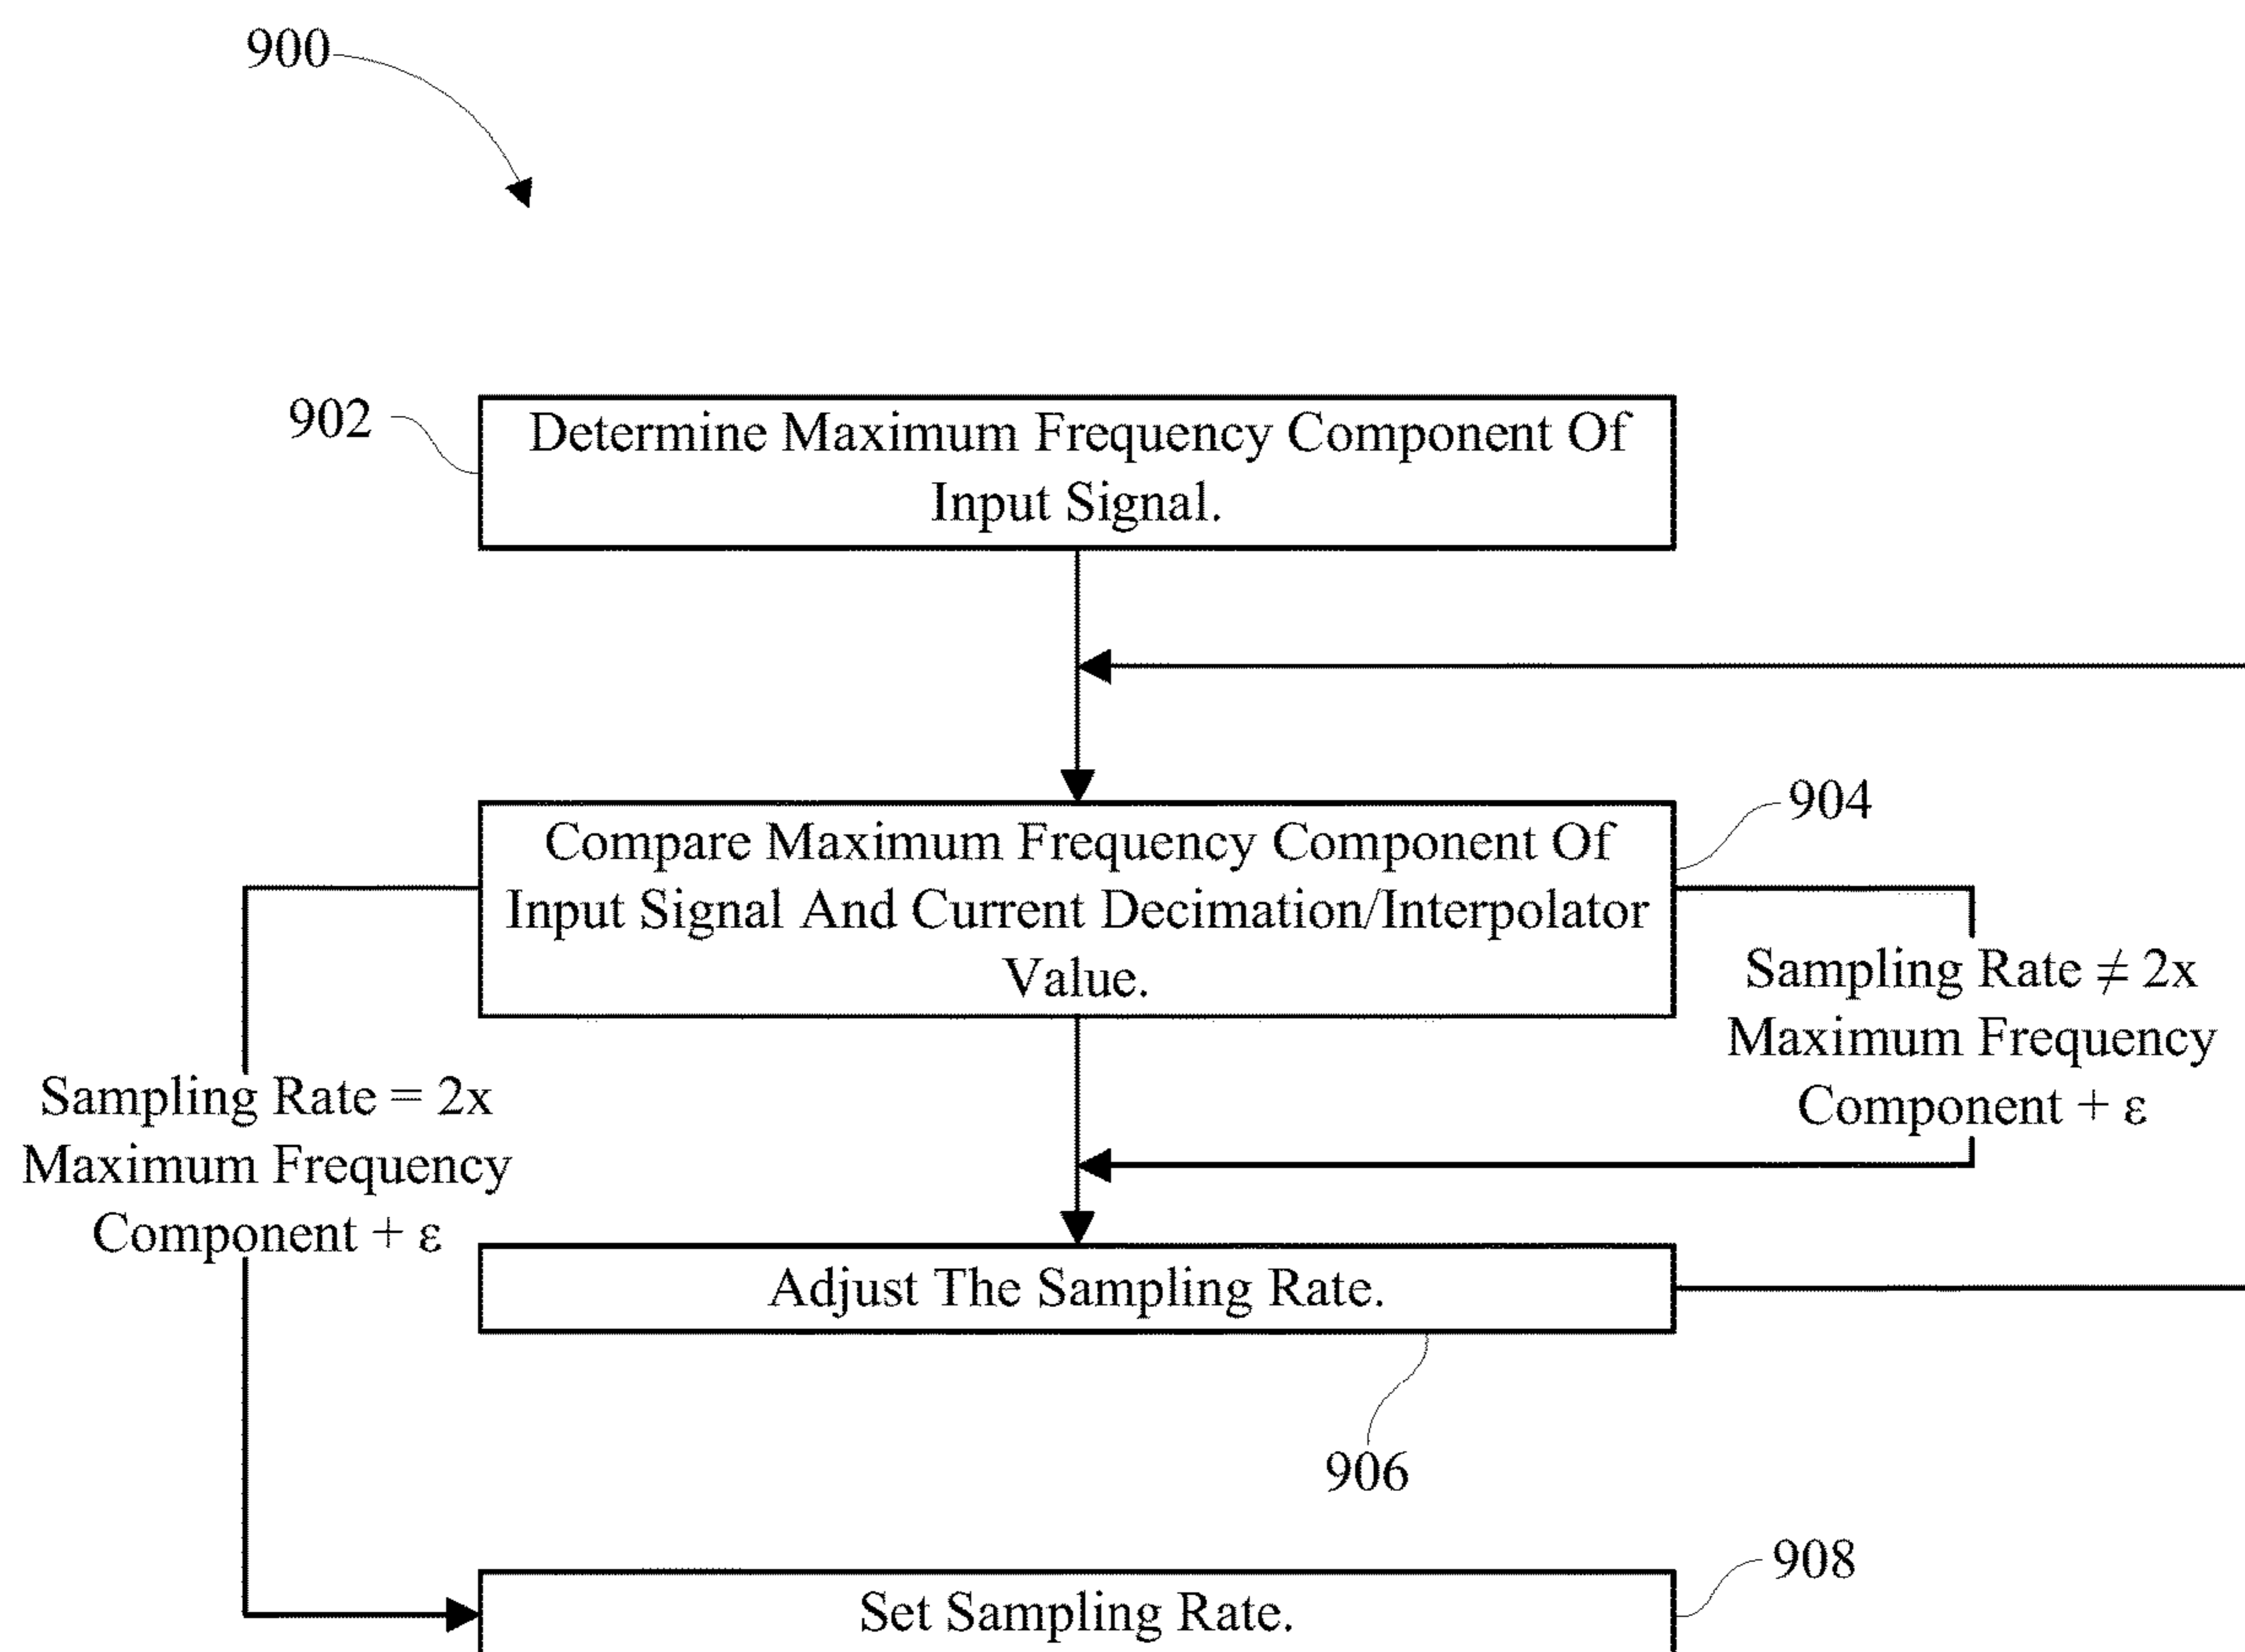 900
902
Determine Maximum Frequency Component Of
Input Signal.
904
Compare Maximum Frequency Component Of
Input Signal And Current Decimation/Interpolator
Value.
Sampling Rate ≠ 2x
Maximum Frequency
Component + ε
Sampling Rate = 2x
Maximum Frequency
Component + ε
Adjust The Sampling Rate.
906
908
Set Sampling Rate.